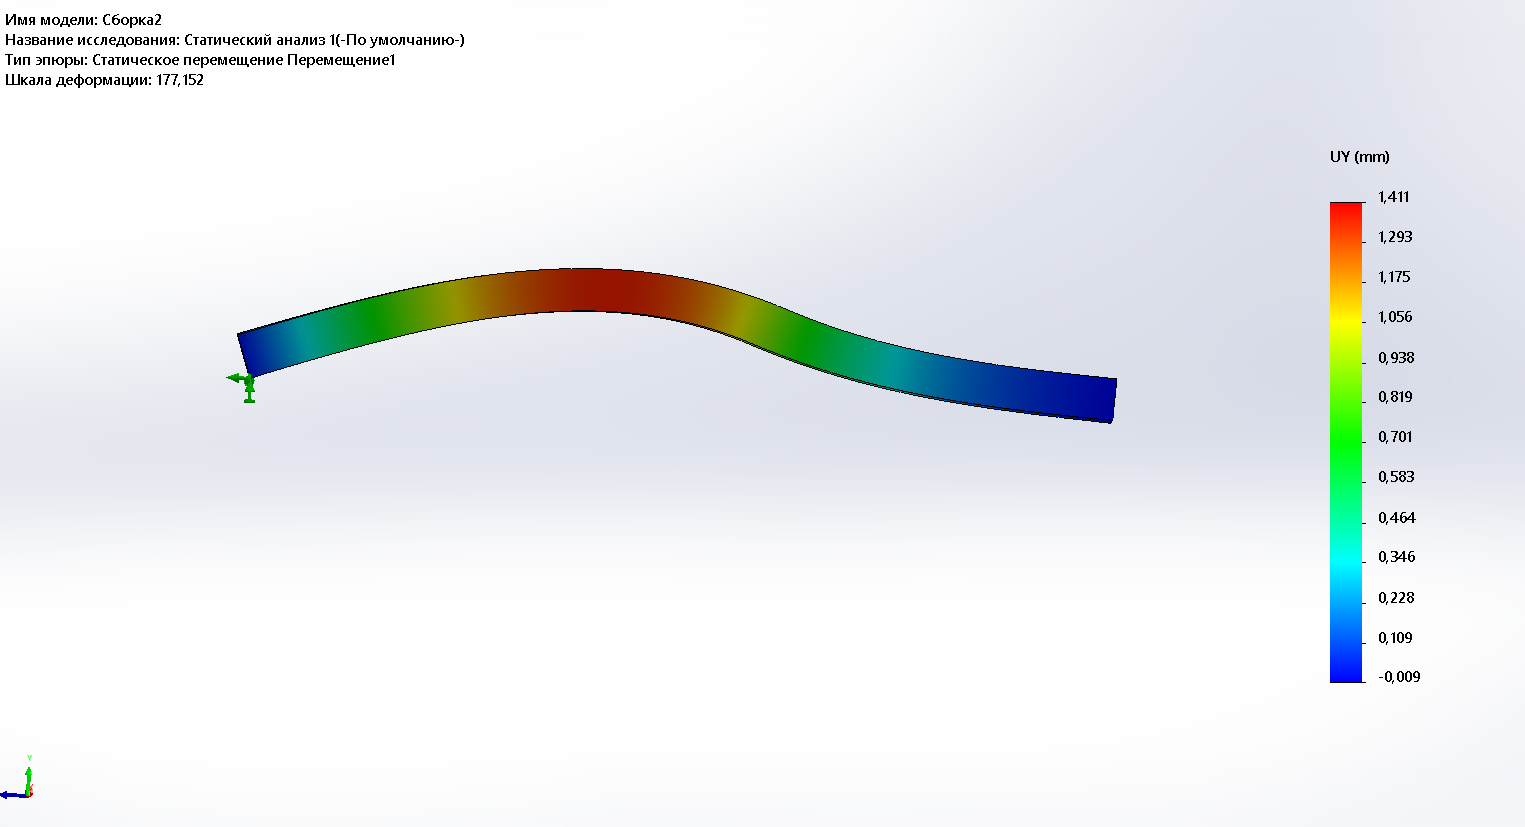 Имя модели: Сборка2
Название исследования: Статический анализ 1(-По умолчанию-)
Тип эпюры: Статическое перемещение Перемещение1
Шкала деформации: 177,152
UY (mm)
1,411
1,293
1,175
1,056
0,938
0,819
0,701
0,583
0,464
0,346
0,228
0,109
-0,009
Y